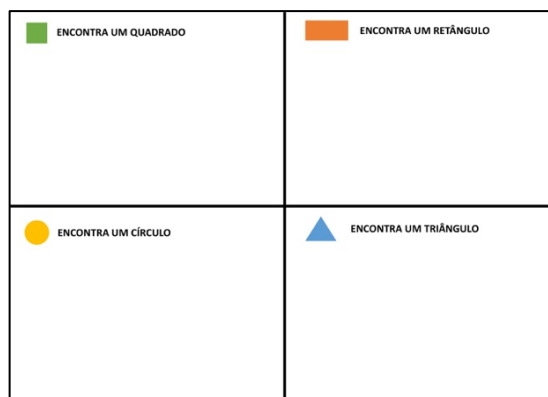 ENCONTRA UM QUADRADO
ENCONTRA UM RETÂNGULO
ENCONTRA UM CÍRCULO
ENCONTRA UM TRIÂNGULO